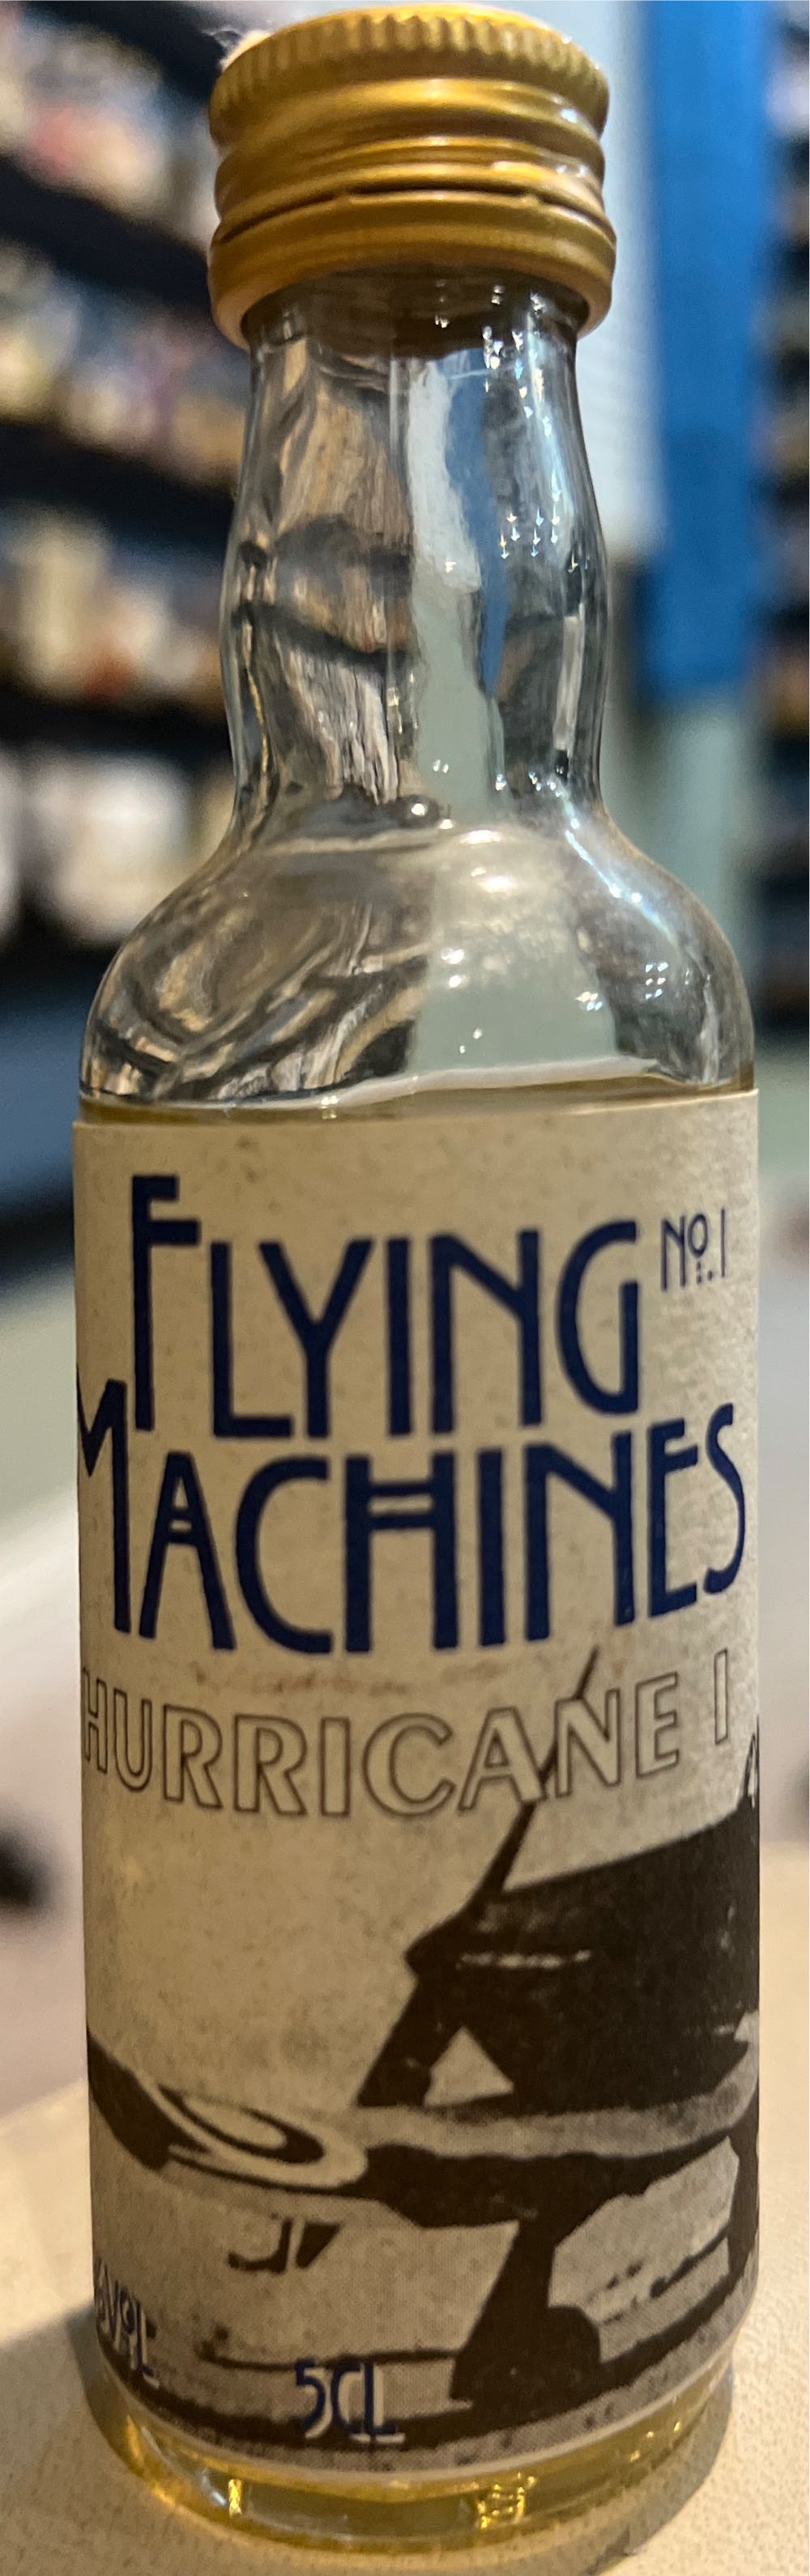 FLYING No. 1
MACHINES
HURRICANE I
5CL